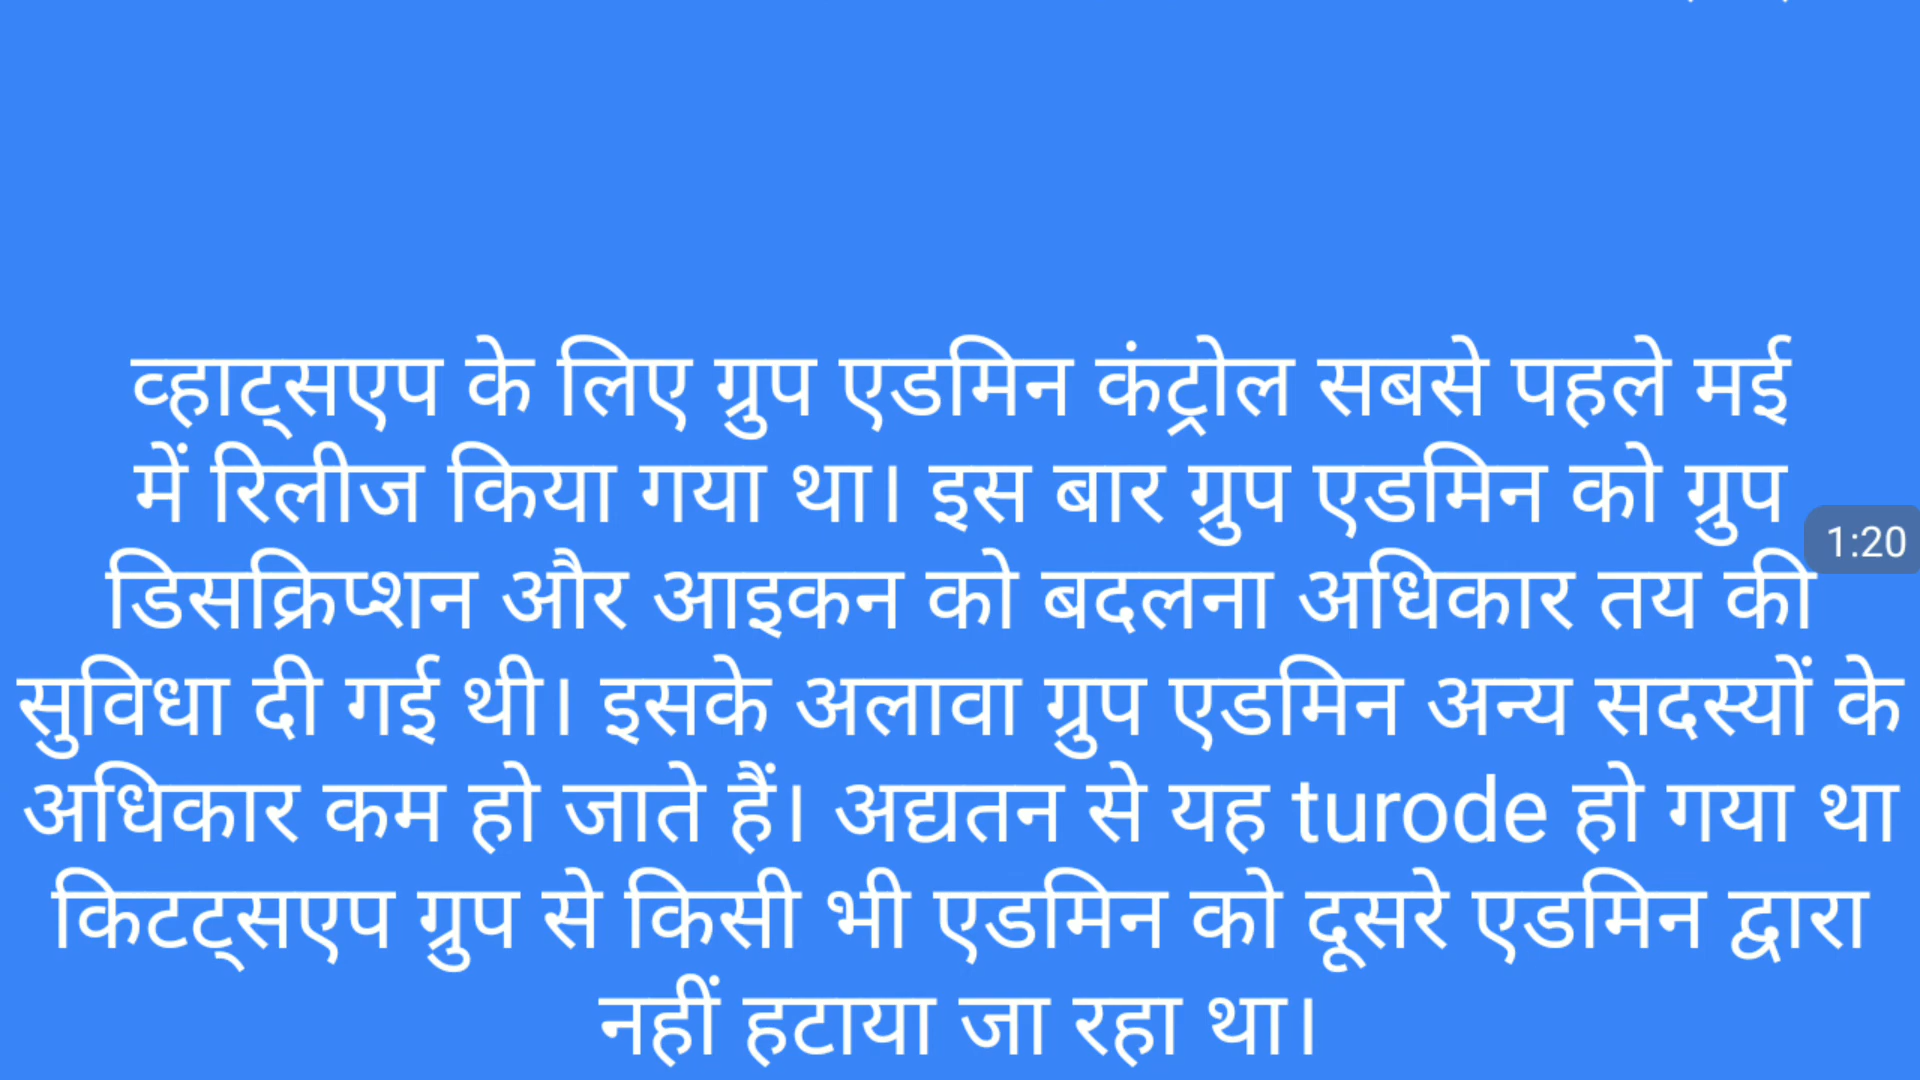 व्हाट्सएप के लिए ग्रुप एडमिन कंट्रोल सबसे पहले मई
में रिलीज किया गया था। इस बार ग्रुप एडमिन को ग्रुप
1:20
डिसक्रिप्शन और आइकन को बदलना अधिकार तय की
सुविधा दी गई थी। इसके अलावा ग्रुप एडमिन अन्य सदस्यों के
अधिकार कम हो जाते हैं। अद्यतन से यह turode हो गया था
किटट्सएप ग्रुप से किसी भी एडमिन को दूसरे एडमिन द्वारा
नहीं हटाया जा रहा था।